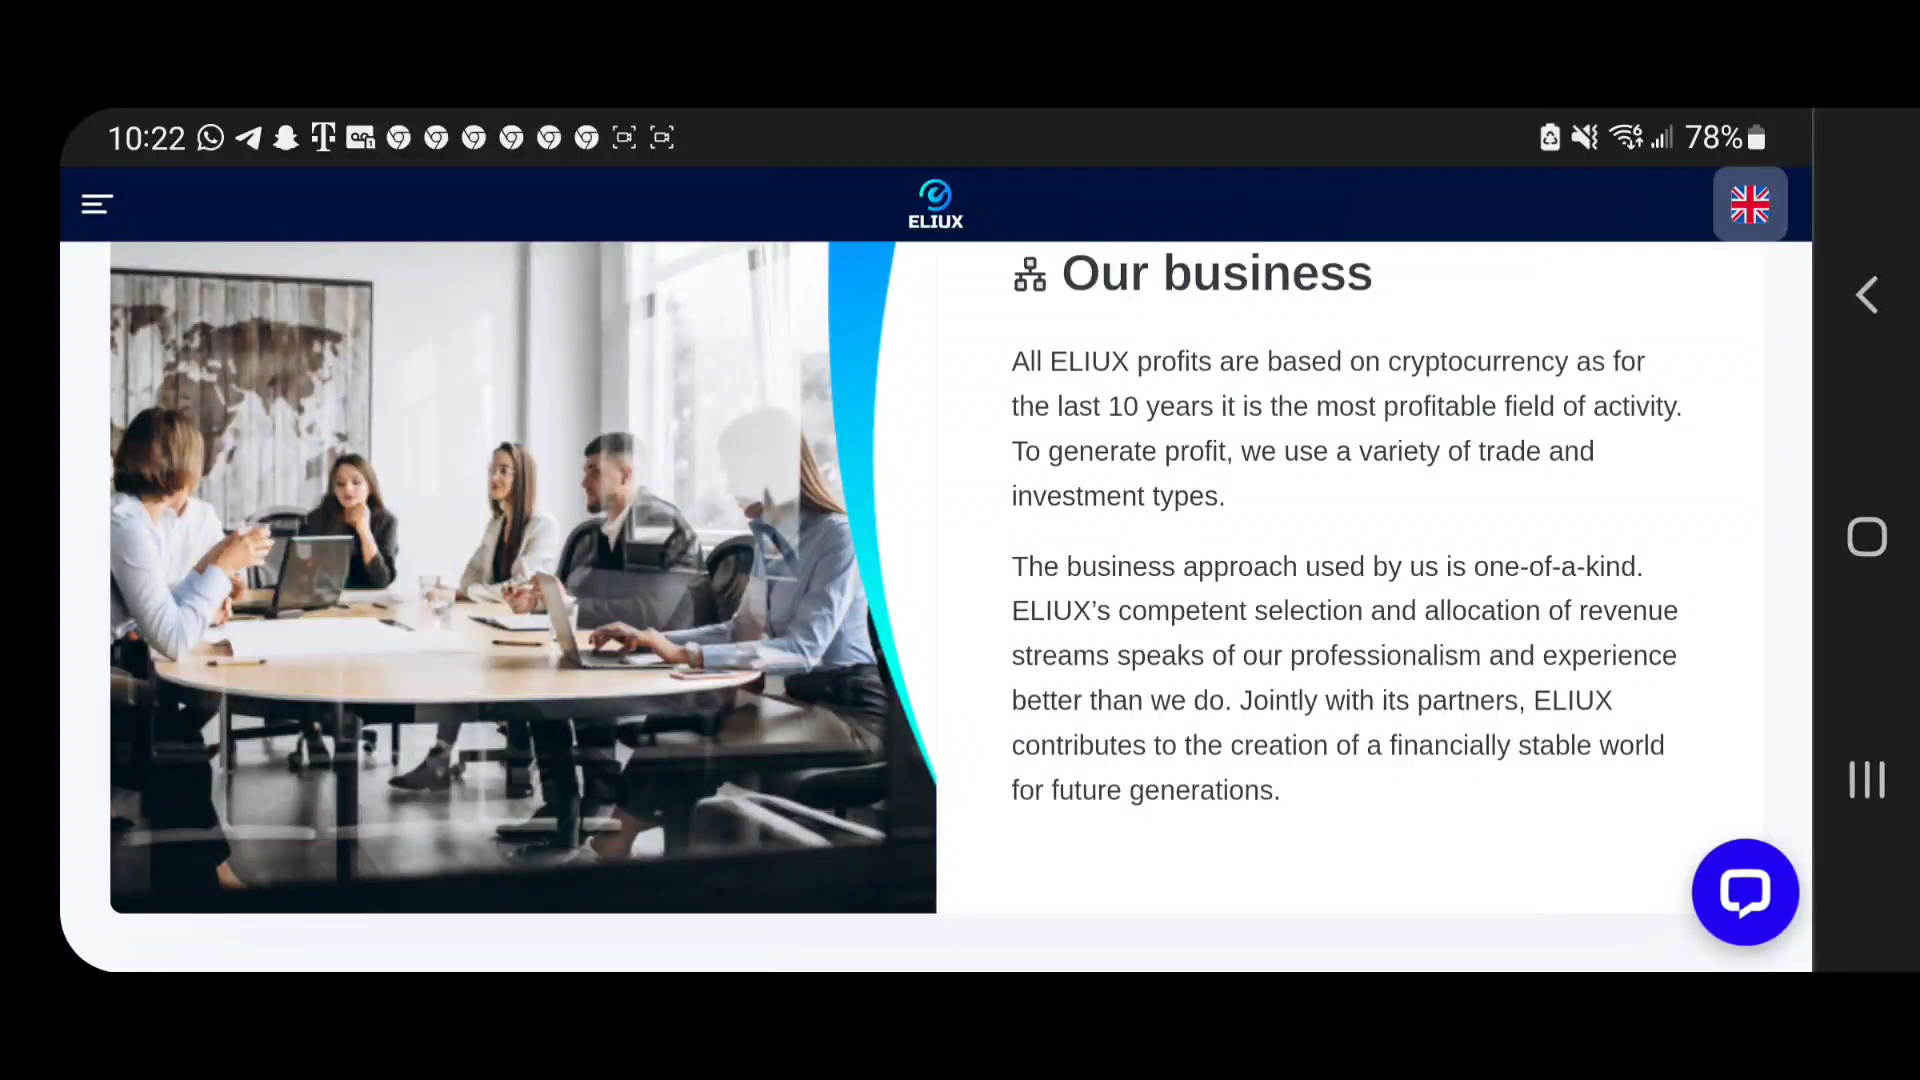 10:22
78%
ELIUX
Our business
All ELIUX profits are based on cryptocurrency as for
the last 10 years it is the most profitable field of activity.
To generate profit, we use a variety of trade and
investment types.
The business approach used by us is one-of-a-kind.
ELIUX’s competent selection and allocation of revenue
streams speaks of our professionalism and experience
better than we do. Jointly with its partners, ELIUX
contributes to the creation of a financially stable world
for future generations.